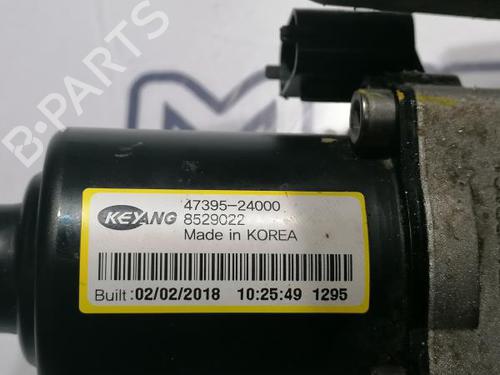 B-PARTS
KEYANG
47395-24000
8529022
Made in KOREA
Built: 02/02/2018 10:25:49 1295